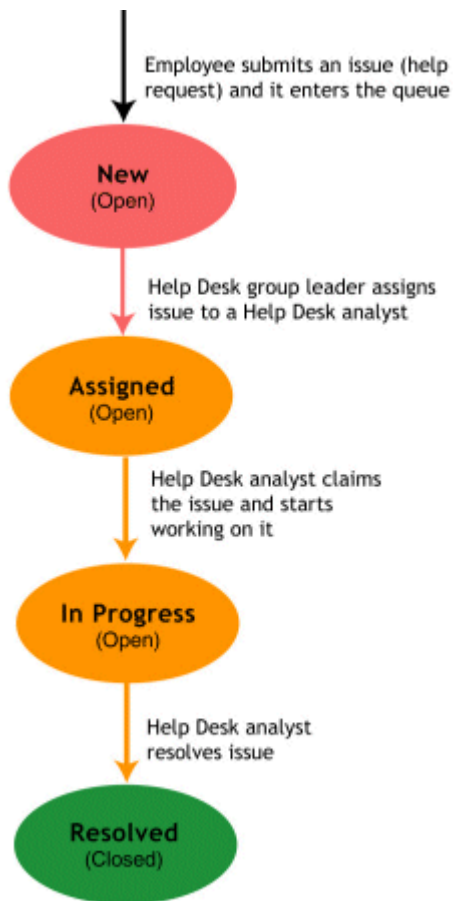 Employee submits an issue (help
request) and it enters the queue
New
(Open)
Help Desk group leader assigns
issue to a Help Desk analyst
Assigned
(Open)
Help Desk analyst claims
the issue and starts
working on it
In Progress
(Open)
Help Desk analyst
resolves issue
Resolved
(Closed)